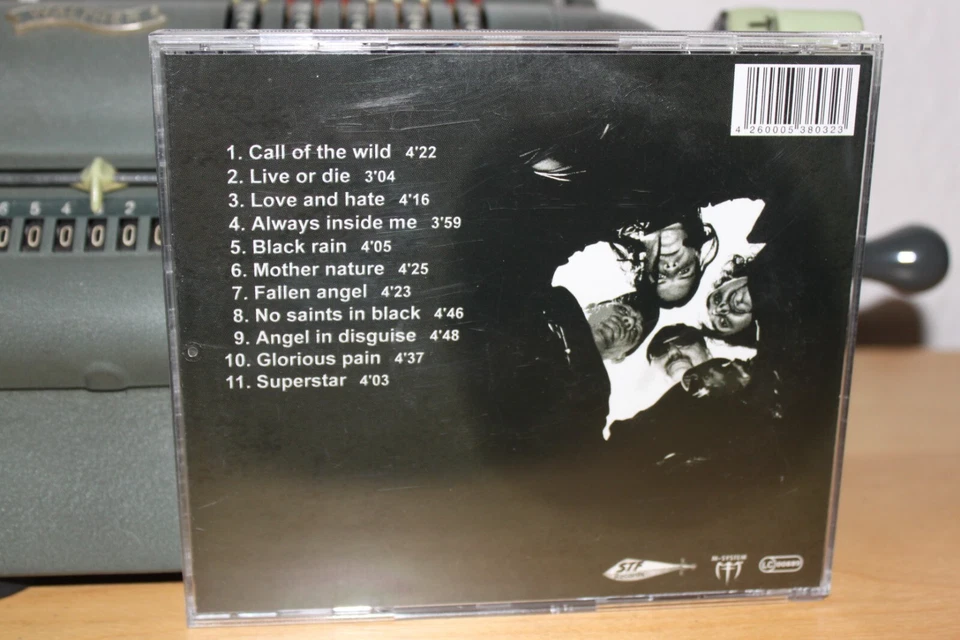 4 260005 380323
1. Call of the wild 4'22
2. Live or die 3'04
3. Love and hate 4'16
4. Always inside me 3'59
5. Black rain 4'05
6. Mother nature 4'25
7. Fallen angel 4'23
8. No saints in black 4'46
9. Angel in disguise 4'48
10. Glorious pain 4'37
11. Superstar 4'03
STF
Records
M-SYSTEM
LC